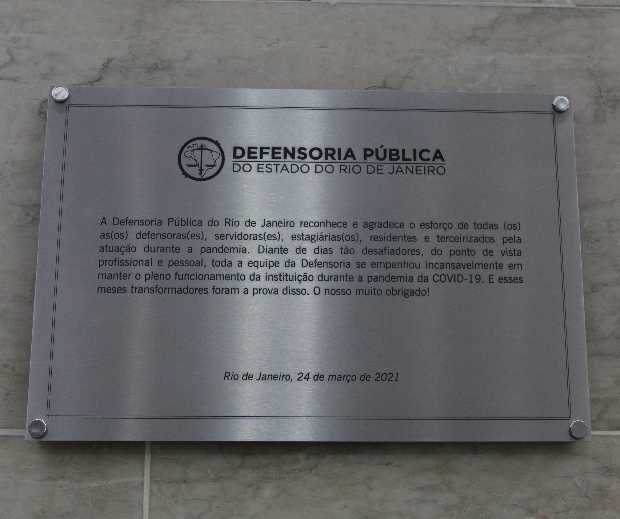 DEFENSORIA PÚBLICA
DO ESTADO DO RIO DE JANEIRO
A Defensoria Pública do Rio de Janeiro reconhece e agradece o esforço de todas (os)
as(os) defensoras(es), servidoras(es), estagiárias(os), residentes e terceirizados pela
atuação durante a pandemia. Diante de dias tão desafiadores, do ponto de vista
profissional e pessoal, toda a equipe da Defensoria se empenhou incansavelmente em
manter o pleno funcionamento da instituição durante a pandemia da COVID-19. E esses
meses transformadores foram a prova disso. O nosso muito obrigado!
Rio de Janeiro, 24 de março de 2021